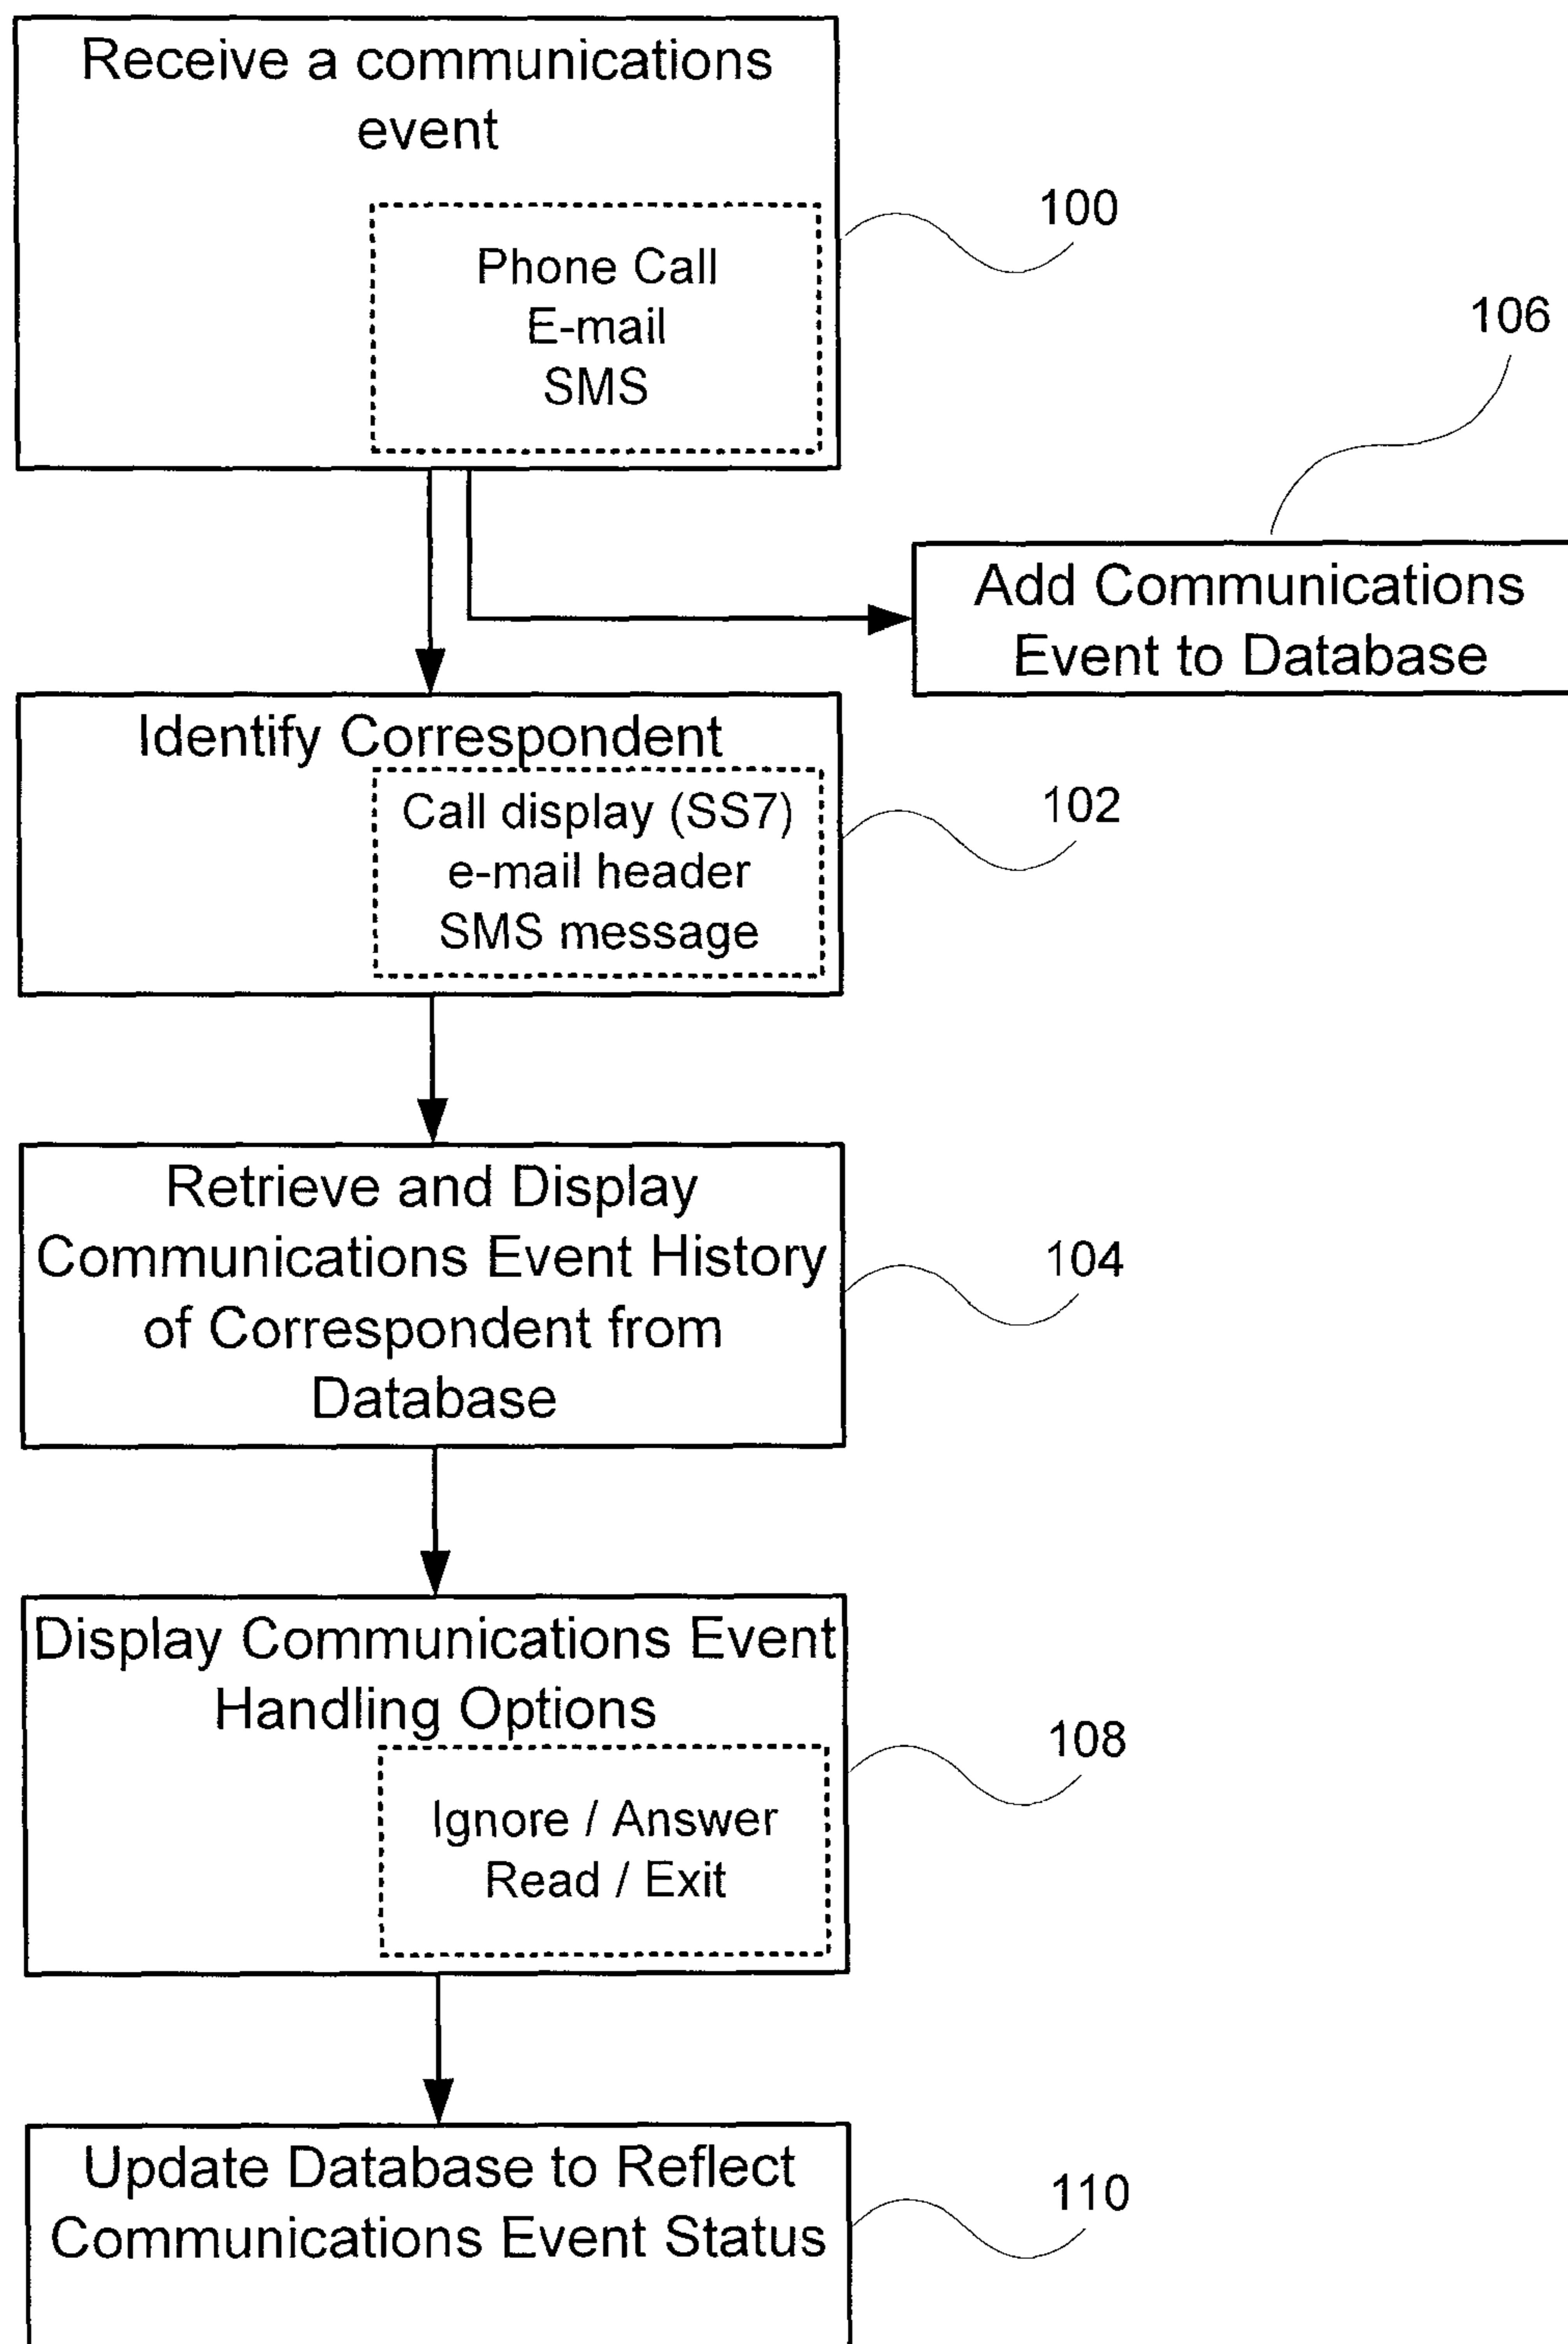 Receive a communications
event
Phone Call
E-mail
SMS
100
106
Add Communications
Event to Database
Identify Correspondent
Call display (SS7)
e-mail header
SMS message
102
Retrieve and Display
Communications Event History
of Correspondent from
Database
104
Display Communications Event
Handling Options
Ignore / Answer
Read / Exit
108
Update Database to Reflect
Communications Event Status
110